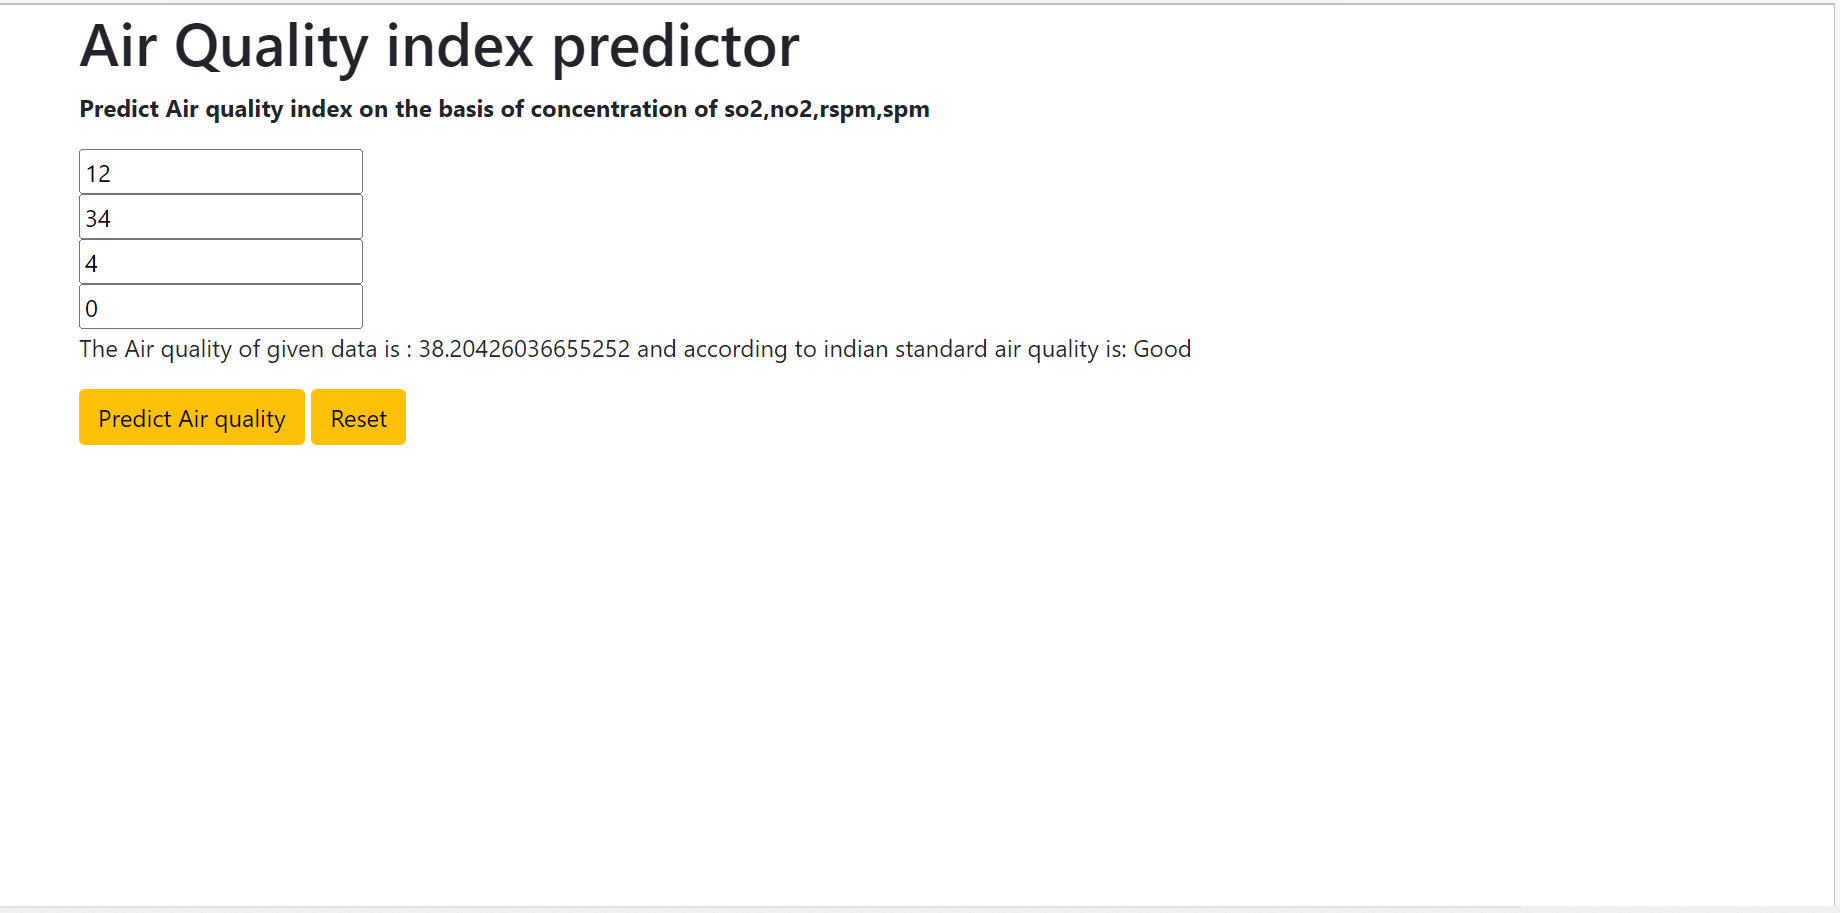 Air Quality index predictor
Predict Air quality index on the basis of concentration of so2,no2,rspm,spm
12
34
4
0
The Air quality of given data is : 38.20426036655252 and according to indian standard air quality is: Good
Predict Air quality Reset